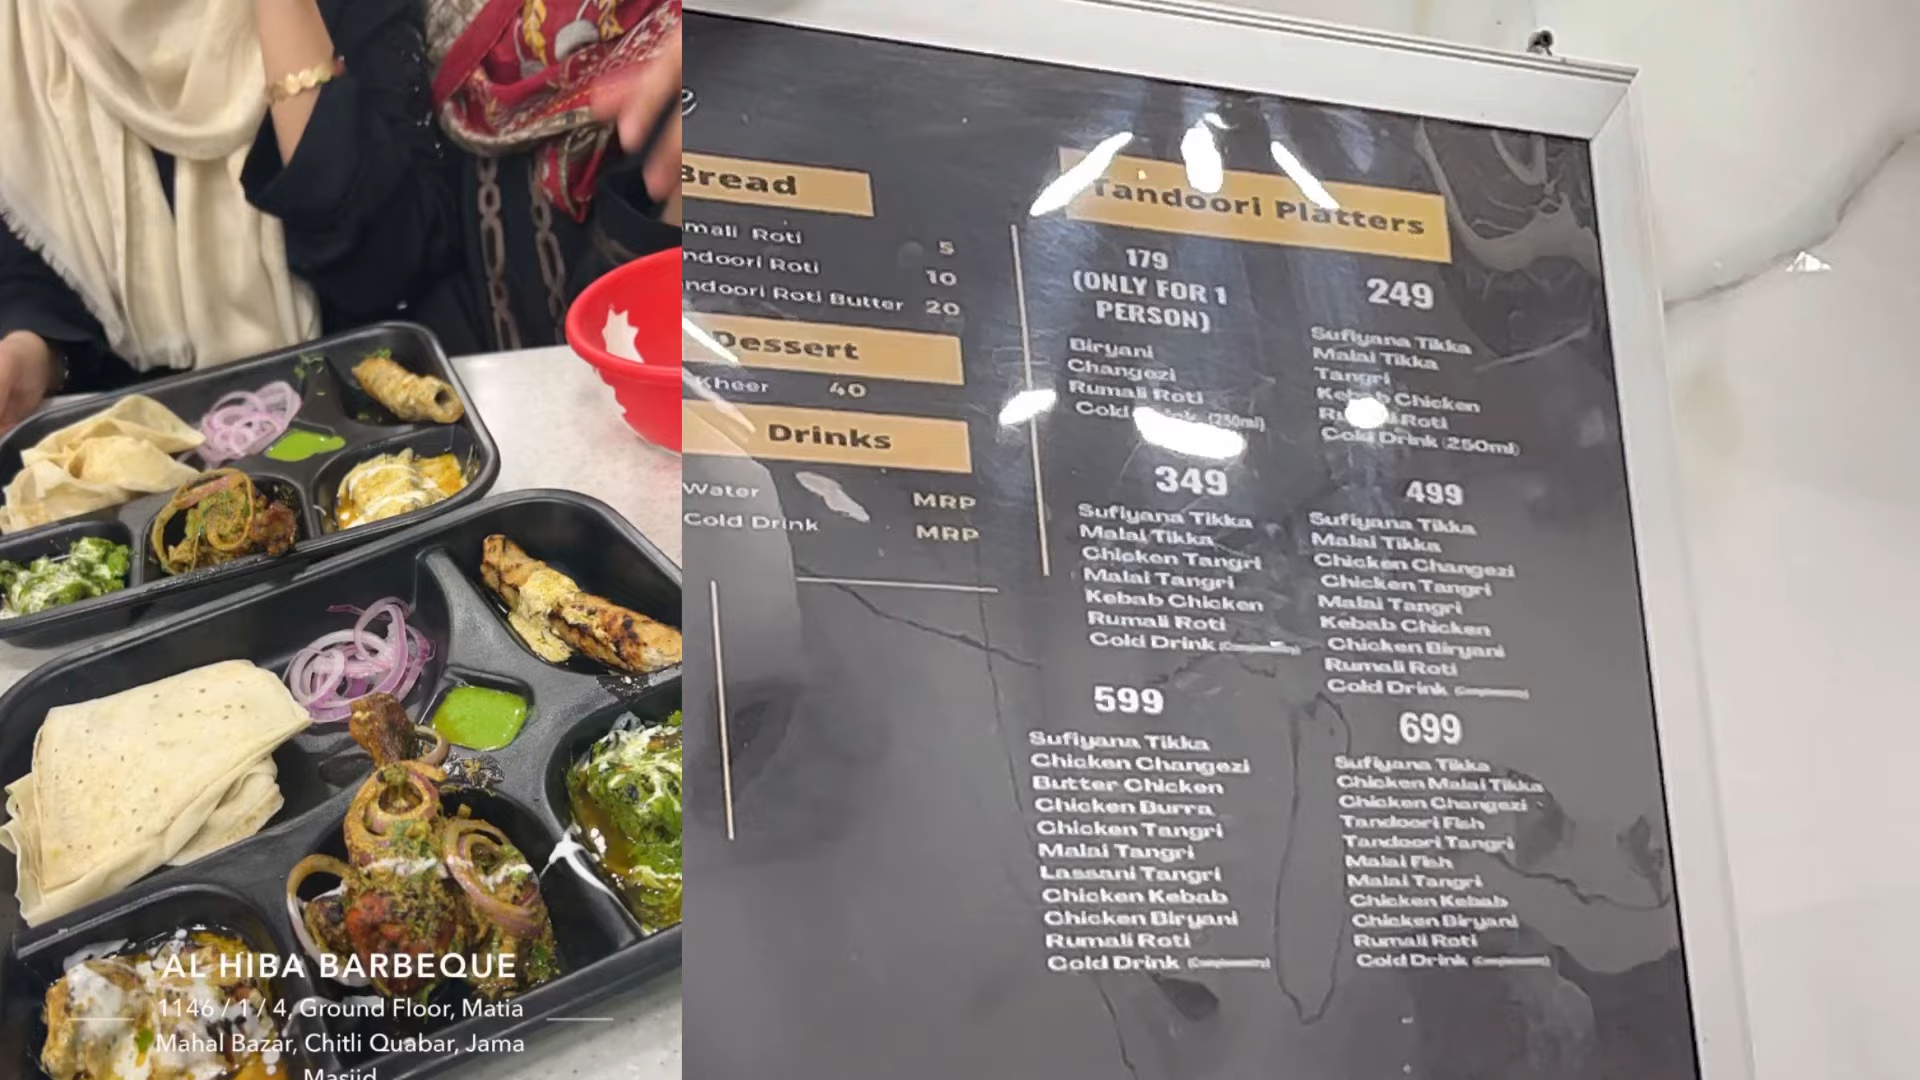 AL HIBA BARBEQUE
1146 / 1 / 4, Ground Floor, Matia
Mahal Bazar, Chitli Quabar, Jama
Masjid
Bread
mali Roti 5
ndoori Roti 10
ndoori Roti Butter 20
Dessert
Kheer 40
Drinks
Water MRP
Cold Drink MRP
Tandoori Platters
179
(ONLY FOR 1
PERSON)
Biryani
Changezi
Rumali Roti
Cold (250ml)
249
Sufiyana Tikka
Malai Tikka
Tangri
Kebab Chicken
Roti
Cold Drink (250ml)
349
Sufiyana Tikka
Malai Tikka
Chicken Tangri
Malai Tangri
Kebab Chicken
Rumali Roti
Cold Drink
499
Sufiyana Tikka
Malai Tikka
Chicken Changezi
Chicken Tangri
Malai Tangri
Kebab Chicken
Chicken Biryani
Rumali Roti
Cold Drink
599
Sufiyana Tikka
Chicken Changezi
Butter Chicken
Chicken Burra
Chicken Tangri
Malai Tangri
Lassani Tangri
Chicken Kebab
Chicken Biryani
Rumali Roti
Cold Drink
699
Sufiyana Tikka
Chicken Malai Tikka
Chicken Changezi
Tandoori Fish
Tandoori Tangri
Malai Fish
Malai Tangri
Chicken Kebab
Chicken Biryani
Rumali Roti
Cold Drink